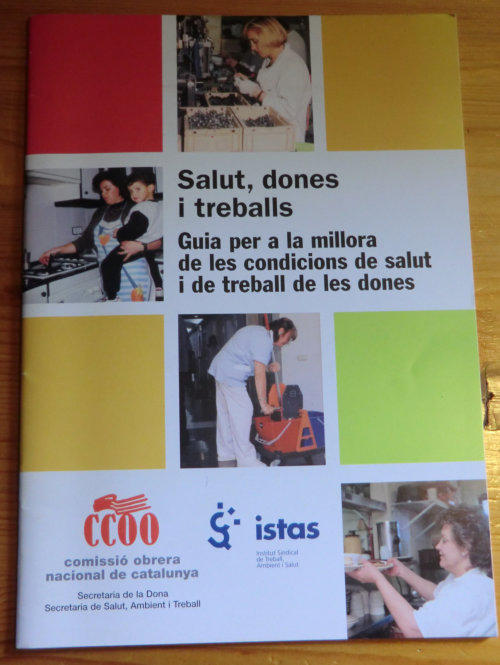 Salut, dones
i treballs
Guia per a la millora
de les condicions de salut
i de treball de les dones
CCOO
comissió obrera
nacional de catalunya
Secretaria de la Dona
Secretaria de Salut, Ambient i Treball
istas
Institut Sindical
de Treball,
Ambient i Salut